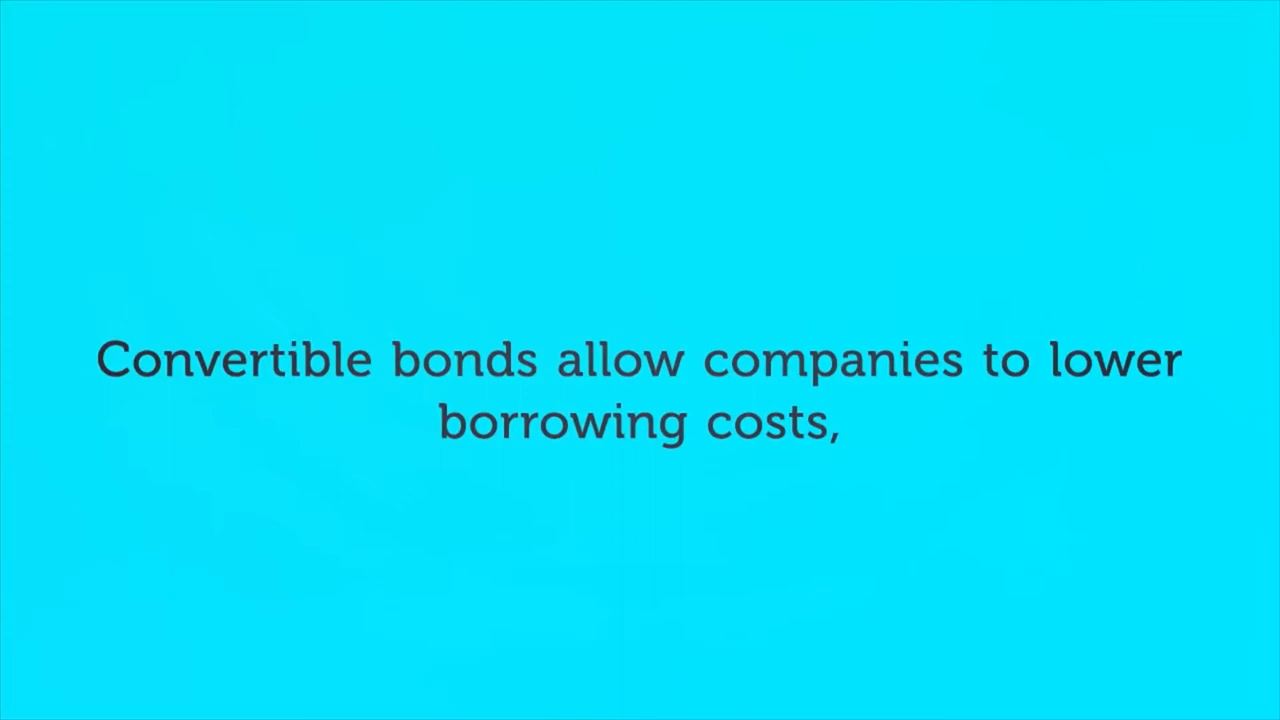 Convertible bonds allow companies to lower
borrowing costs,